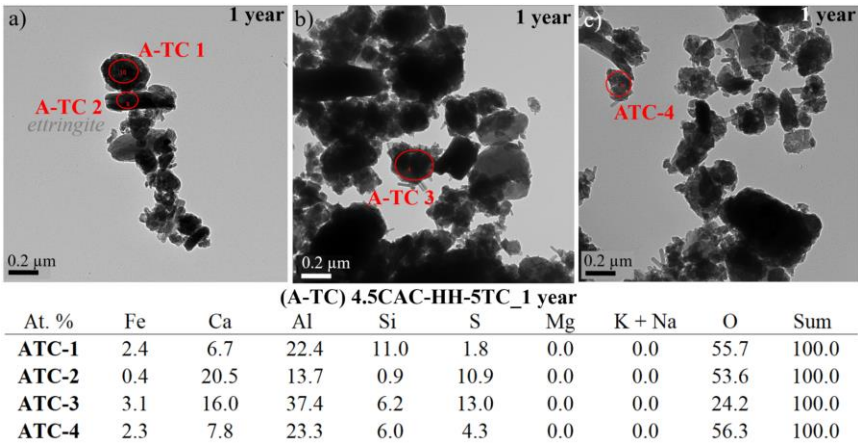 a) 1 year
A-TC 1
A-TC 2
ettringite
0.2 µm
b) 1 year
A-TC 3
0.2 µm
c) 1 year
ATC-4
0.2 µm
(A-TC) 4.5CAC-HH-5TC_1 year
At. % Fe Ca Al Si S Mg K + Na O Sum
ATC-1 2.4 6.7 22.4 11.0 1.8 0.0 0.0 55.7 100.0
ATC-2 0.4 20.5 13.7 0.9 10.9 0.0 0.0 53.6 100.0
ATC-3 3.1 16.0 37.4 6.2 13.0 0.0 0.0 24.2 100.0
ATC-4 2.3 7.8 23.3 6.0 4.3 0.0 0.0 56.3 100.0